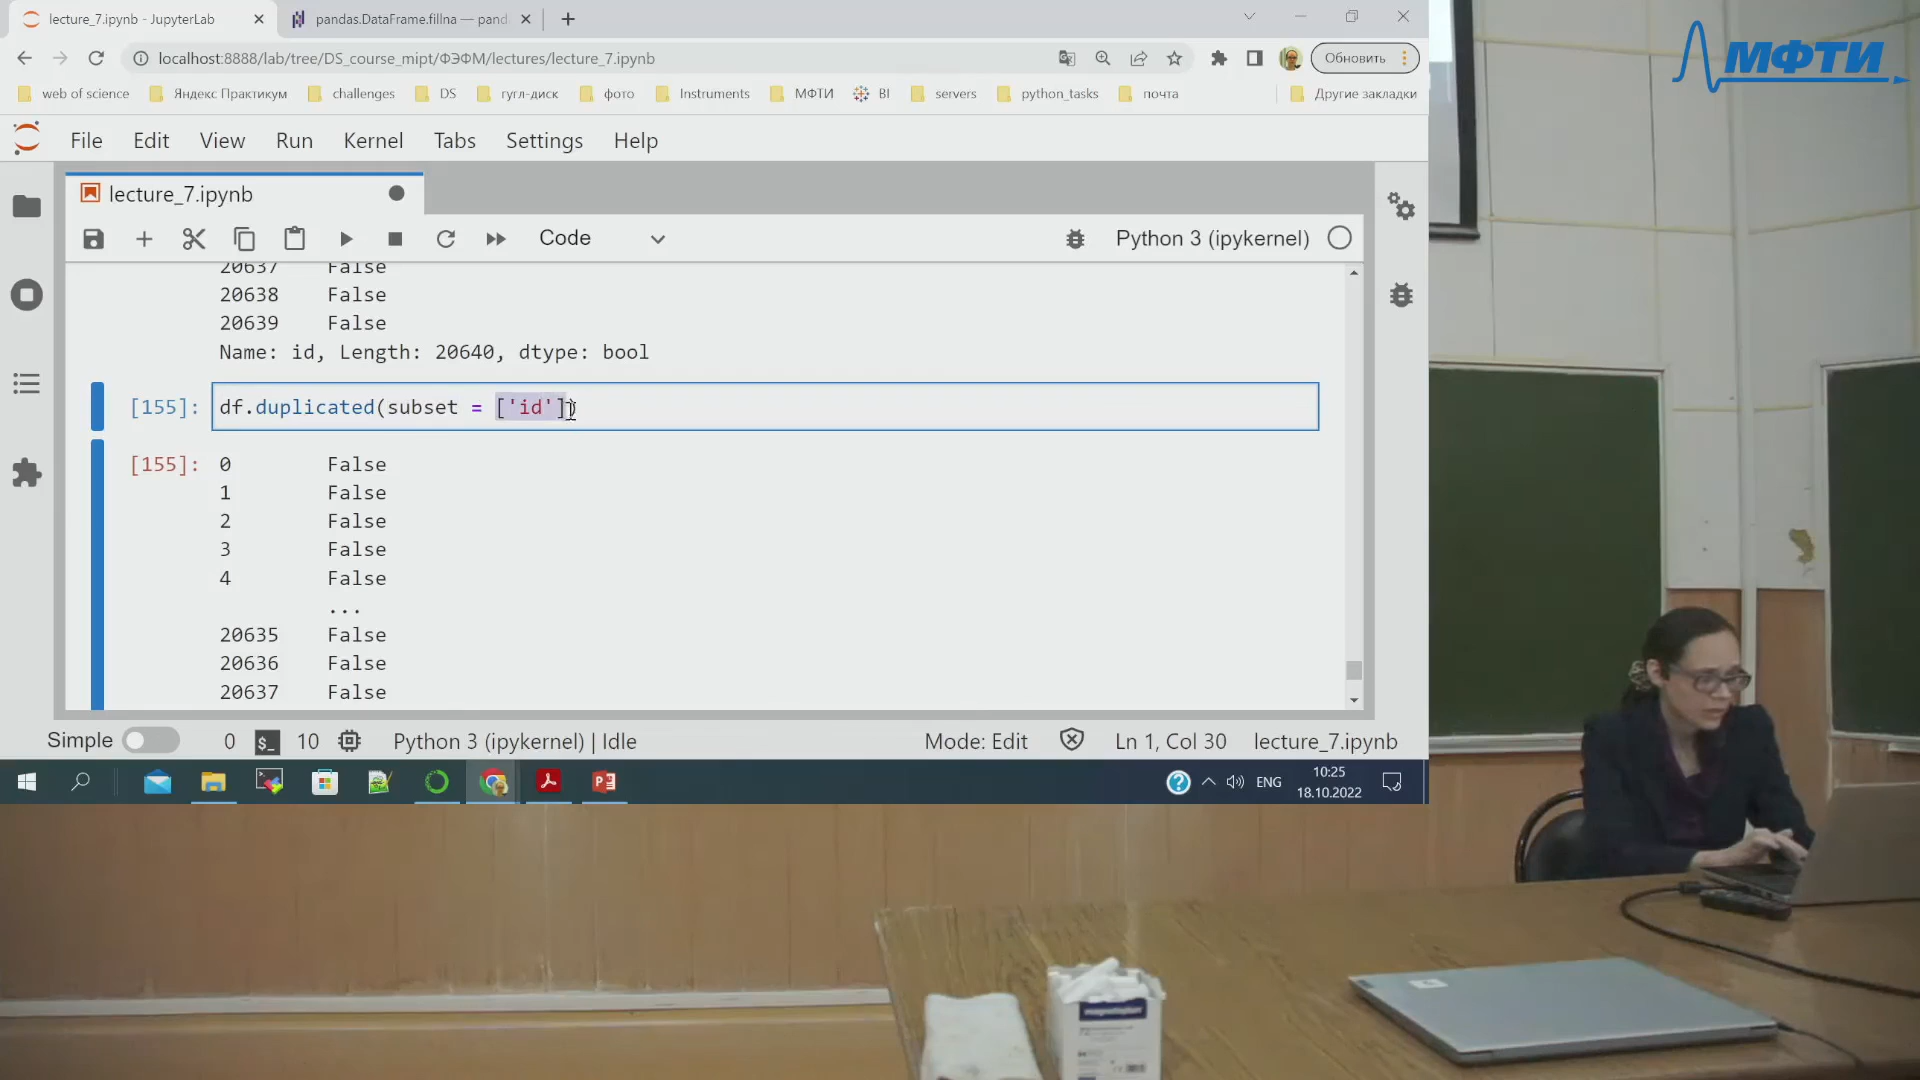 lecture_7.ipynb - JupyterLab
pandas.DataFrame.fillna — pand
localhost:8888/lab/tree/DS_course_mipt/ФЭФМ/lectures/lecture_7.ipynb
Обновить
web of science
Яндекс Практикум
challenges
DS
гугл-диск
фото
Instruments
МФТИ
BI
servers
python_tasks
почта
Другие закладки
МФТИ
File Edit View Run Kernel Tabs Settings Help
lecture_7.ipynb
Code
Python 3 (ipykernel)
20637 False
20638 False
20639 False
Name: id, Length: 20640, dtype: bool
[155]: df.duplicated(subset = ['id'])
[155]: 0 False
1 False
2 False
3 False
4 False
...
20635 False
20636 False
20637 False
Simple 0 $_ 10 Python 3 (ipykernel) | Idle
Mode: Edit Ln 1, Col 30 lecture_7.ipynb
ENG
10:25
18.10.2022